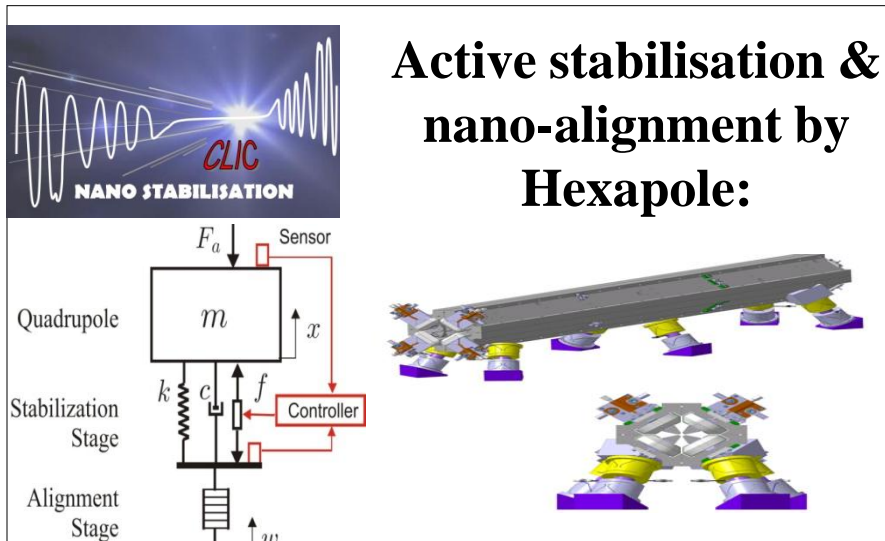 Active stabilisation &
nano-alignment by
Hexapole:
CLIC
NANO STABILISATION
F_a
Sensor
Quadrupole
m
x
k
c
f
Stabilization
Stage
Controller
Alignment
Stage
w